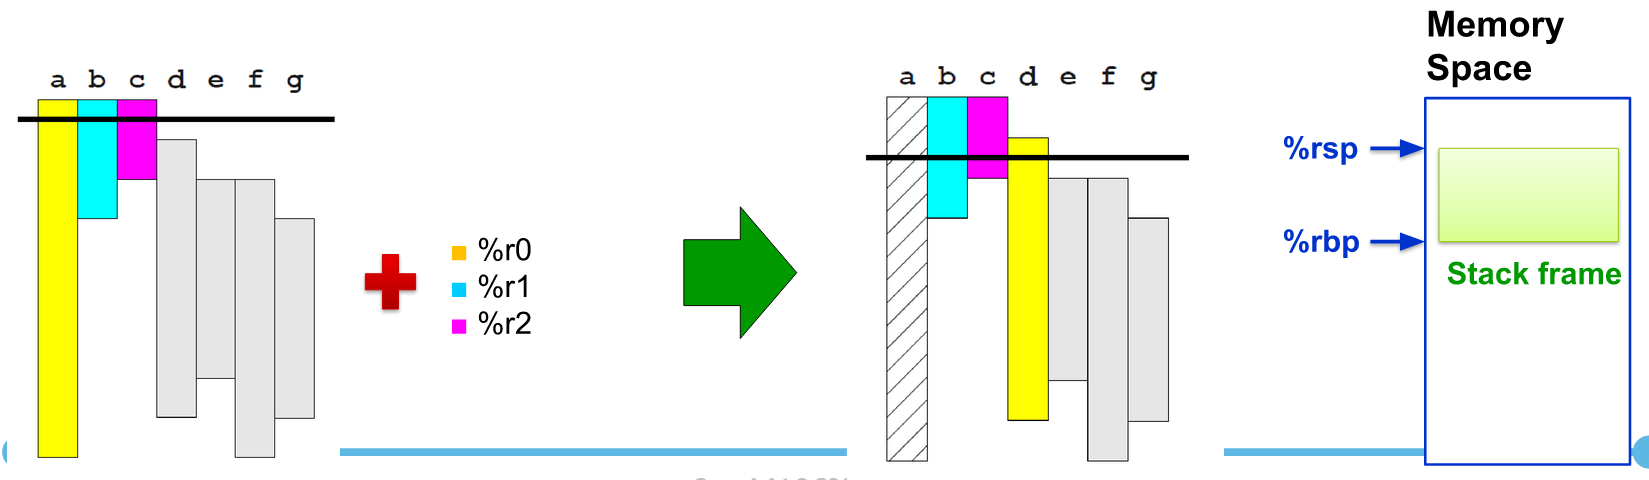 Memory
Space
a b c d e f g
a b c d e f g
%rsp
%r0
%rbp
%r1
Stack frame
%r2